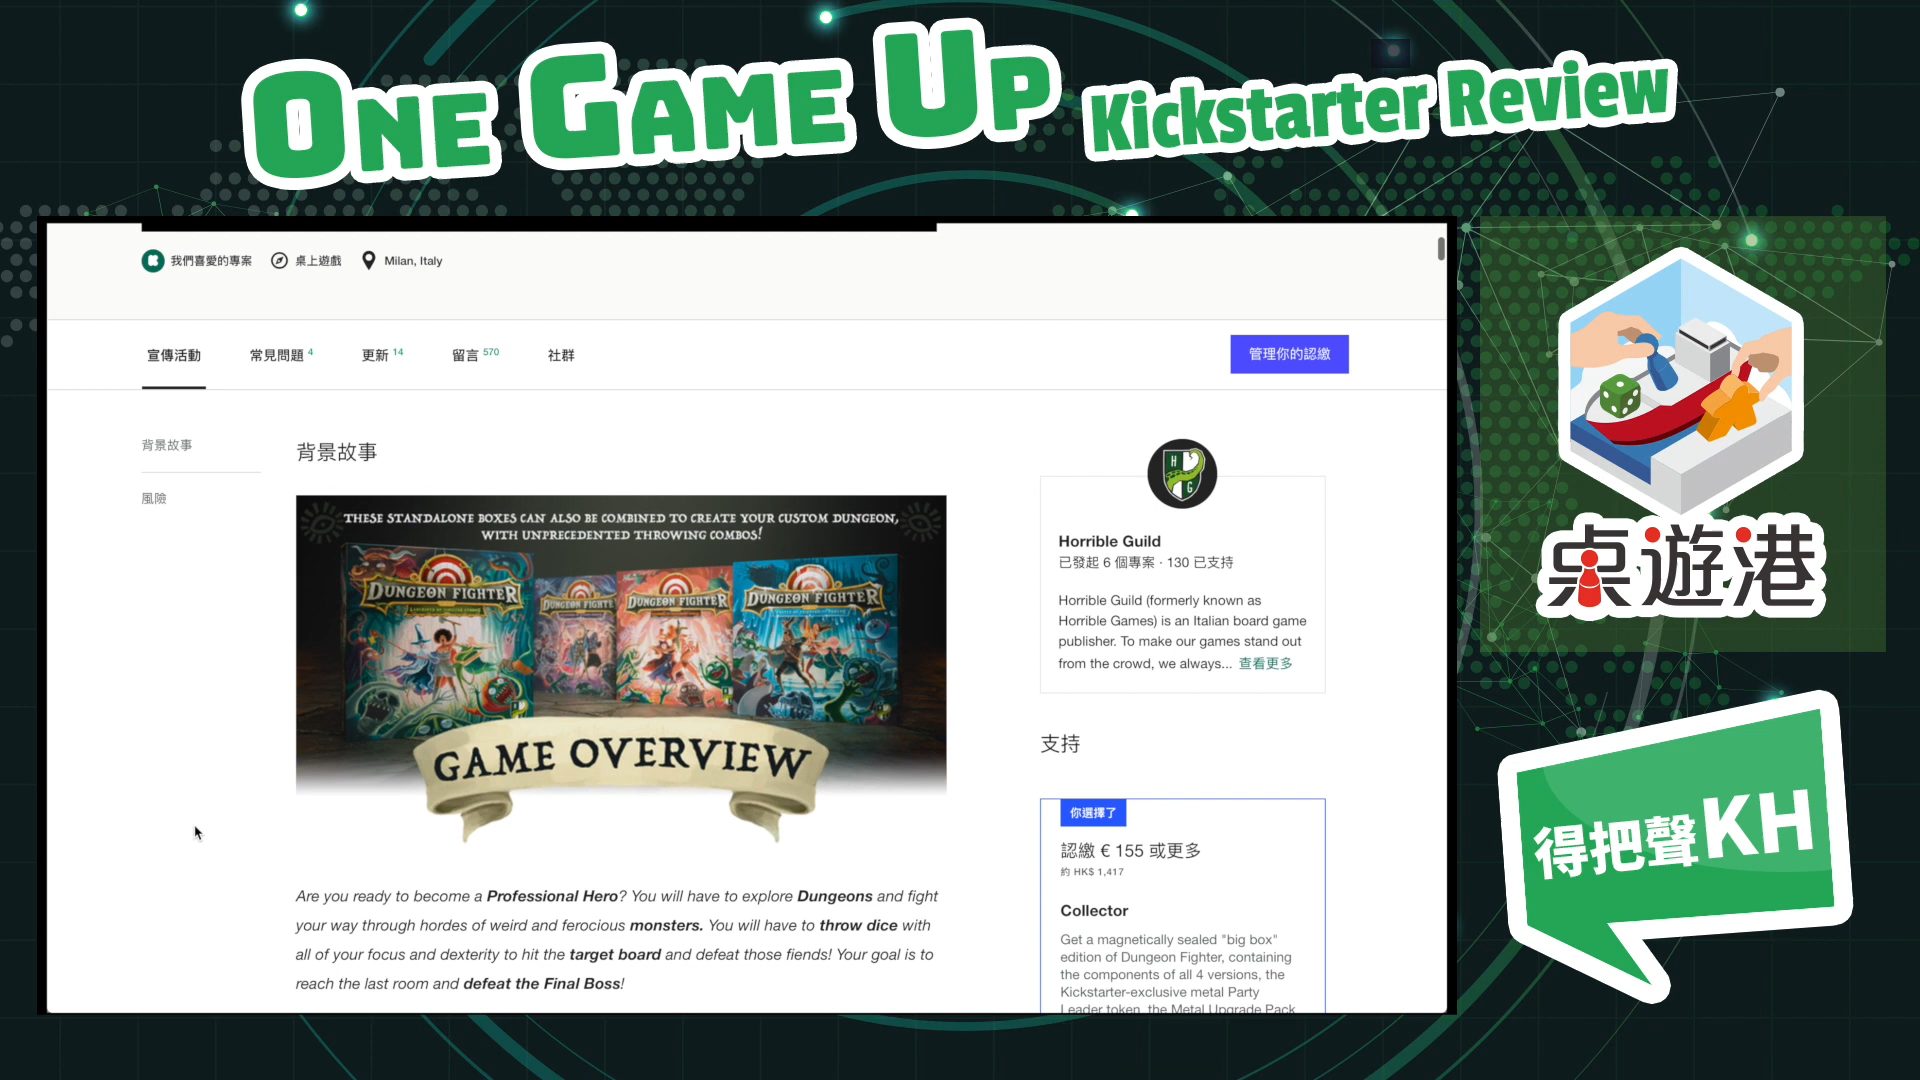 ONE GAME UP Kickstarter Review
我們喜愛的專案 桌上遊戲 Milan, Italy
宣傳活動 常見問題 4 更新 14 留言 570 社群
管理你的認繳
背景故事
風險
背景故事
THESE STANDALONE BOXES CAN ALSO BE COMBINED TO CREATE YOUR CUSTOM DUNGEON,
WITH UNPRECEDENTED THROWING COMBOS!
DUNGEON FIGHTER
DUNGEON FIGHTER
DUNGEON FIGHTER
DUNGEON FIGHTER
GAME OVERVIEW
Are you ready to become a Professional Hero? You will have to explore Dungeons and fight
your way through hordes of weird and ferocious monsters. You will have to throw dice with
all of your focus and dexterity to hit the target board and defeat those fiends! Your goal is to
reach the last room and defeat the Final Boss!
H
G
Horrible Guild
已發起 6 個專案 · 130 已支持
Horrible Guild (formerly known as
Horrible Games) is an Italian board game
publisher. To make our games stand out
from the crowd, we always... 查看更多
支持
你選擇了
認繳 € 155 或更多
約 HK$ 1,417
Collector
Get a magnetically sealed "big box"
edition of Dungeon Fighter, containing
the components of all 4 versions, the
Kickstarter-exclusive metal Party
Leader token, the Metal Upgrade Pack
桌遊港
得把聲KH